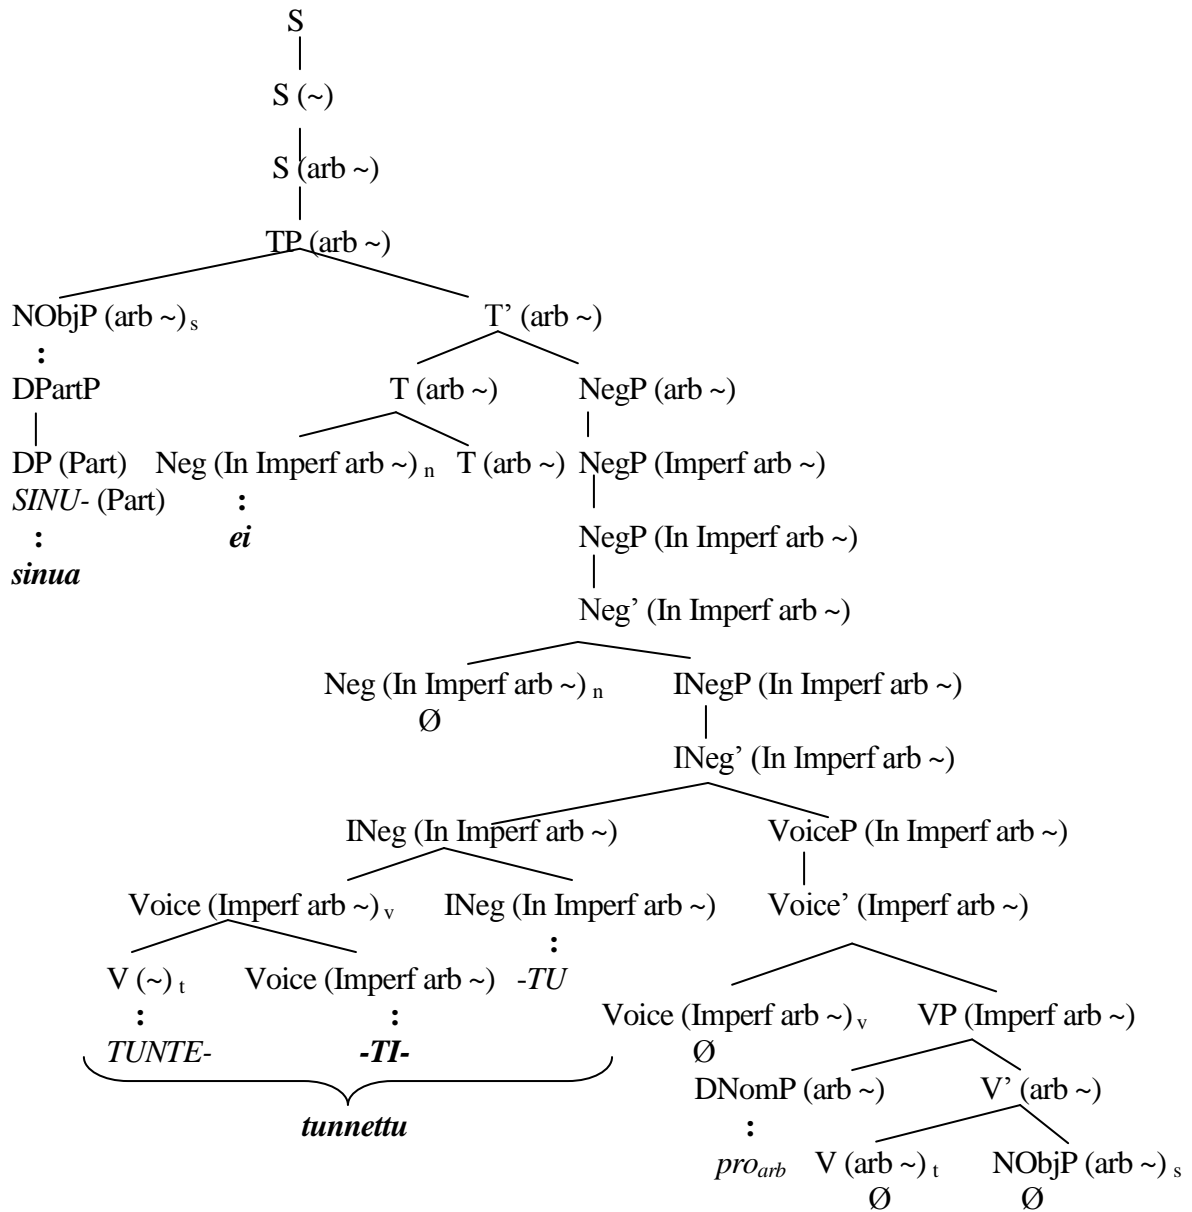 S
S (~)
S (arb ~)
TP (arb ~)
NObjP (arb ~) s T’ (arb ~)
: 
DPartP T (arb ~) NegP (arb ~)
DP (Part) Neg (In Imperf arb ~) n T (arb ~) NegP (Imperf arb ~)
SINU- (Part) :
: ei NegP (In Imperf arb ~)
sinua
Neg’ (In Imperf arb ~)
Neg (In Imperf arb ~) n INegP (In Imperf arb ~)
Ø
INeg’ (In Imperf arb ~)
INeg (In Imperf arb ~) VoiceP (In Imperf arb ~)
Voice (Imperf arb ~) v INeg (In Imperf arb ~) Voice’ (Imperf arb ~)
:
V (~) t Voice (Imperf arb ~) -TU
: : Voice (Imperf arb ~) v VP (Imperf arb ~)
TUNTE- -TI- Ø
DNomP (arb ~) V’ (arb ~)
tunnettu :
pro arb V (arb ~) t NObjP (arb ~) s
Ø Ø